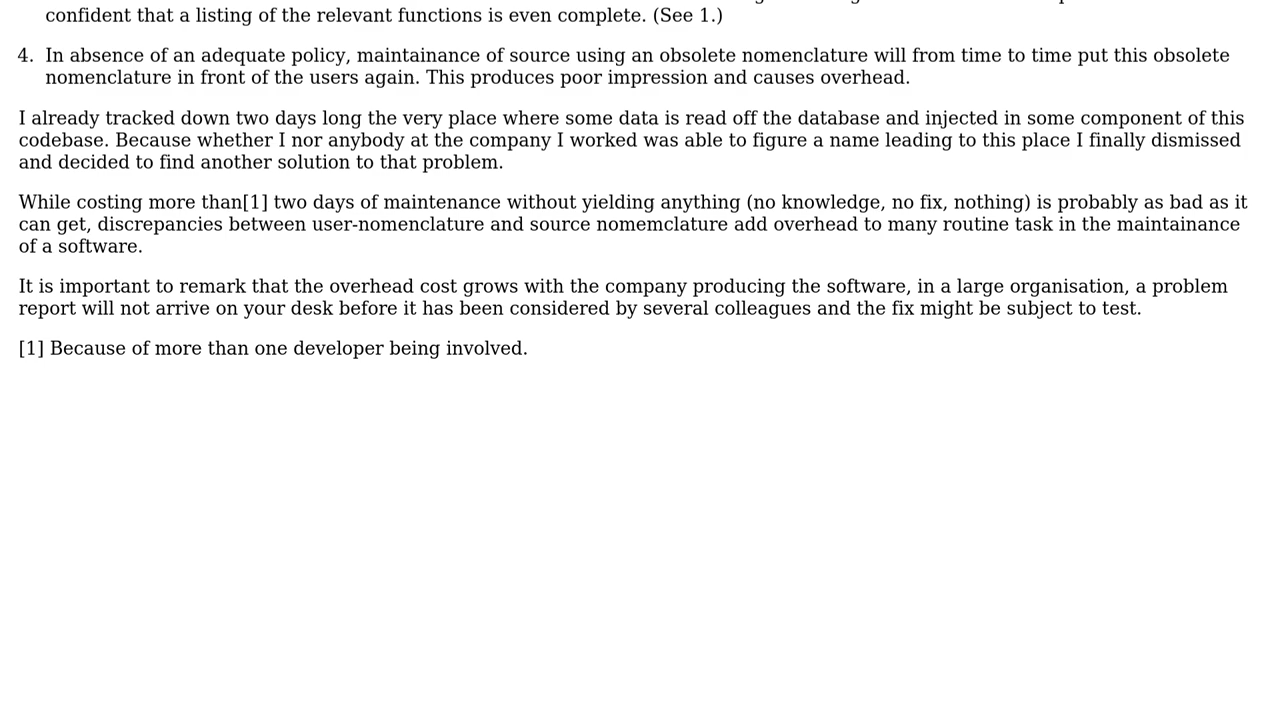 confident that a listing of the relevant functions is even complete. (See 1.)
4. In absence of an adequate policy, maintainance of source using an obsolete nomenclature will from time to time put this obsolete
nomenclature in front of the users again. This produces poor impression and causes overhead.
I already tracked down two days long the very place where some data is read off the database and injected in some component of this
codebase. Because whether I nor anybody at the company I worked was able to figure a name leading to this place I finally dismissed
and decided to find another solution to that problem.
While costing more than[1] two days of maintenance without yielding anything (no knowledge, no fix, nothing) is probably as bad as it
can get, discrepancies between user-nomenclature and source nomemclature add overhead to many routine task in the maintainance
of a software.
It is important to remark that the overhead cost grows with the company producing the software, in a large organisation, a problem
report will not arrive on your desk before it has been considered by several colleagues and the fix might be subject to test.
[1] Because of more than one developer being involved.